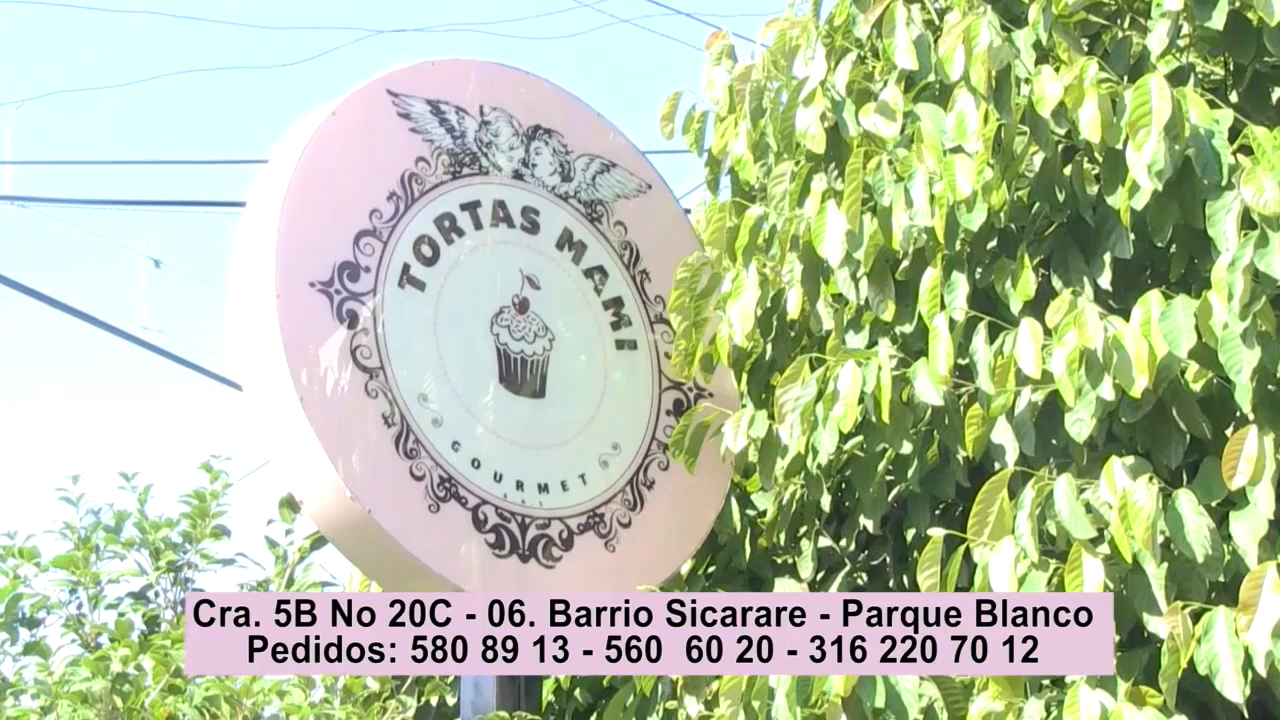 TORTAS MAMI
GOURMET
Cra. 5B No 20C - 06. Barrio Sicarare - Parque Blanco
Pedidos: 580 89 13 - 560  60 20 - 316 220 70 12